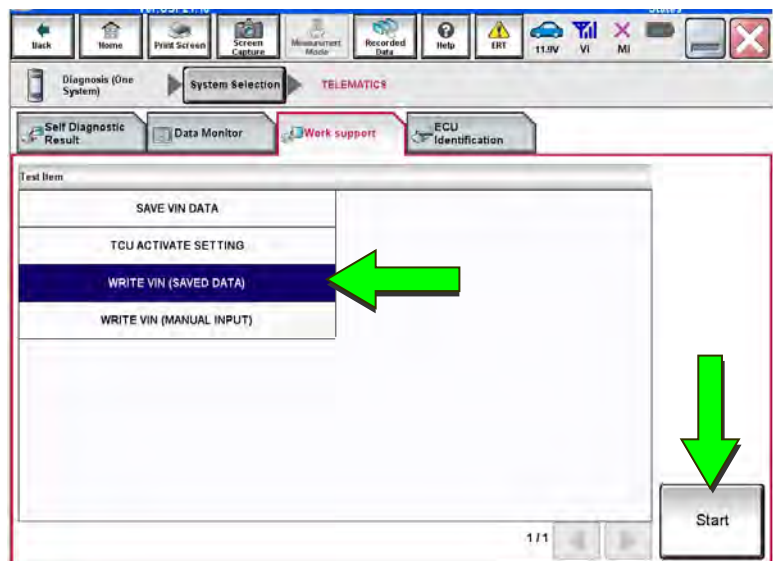 Back
Home
Print Screen
Screen
Capture
Measurement
Mode
Recorded
Data
Help
ERT
11.9V
VI
MI
Diagnosis (One
System)
System Selection
TELEMATICS
Self Diagnostic
Result
Data Monitor
Work support
ECU
Identification
Test Item
SAVE VIN DATA
TCU ACTIVATE SETTING
WRITE VIN (SAVED DATA)
WRITE VIN (MANUAL INPUT)
1/1
Start